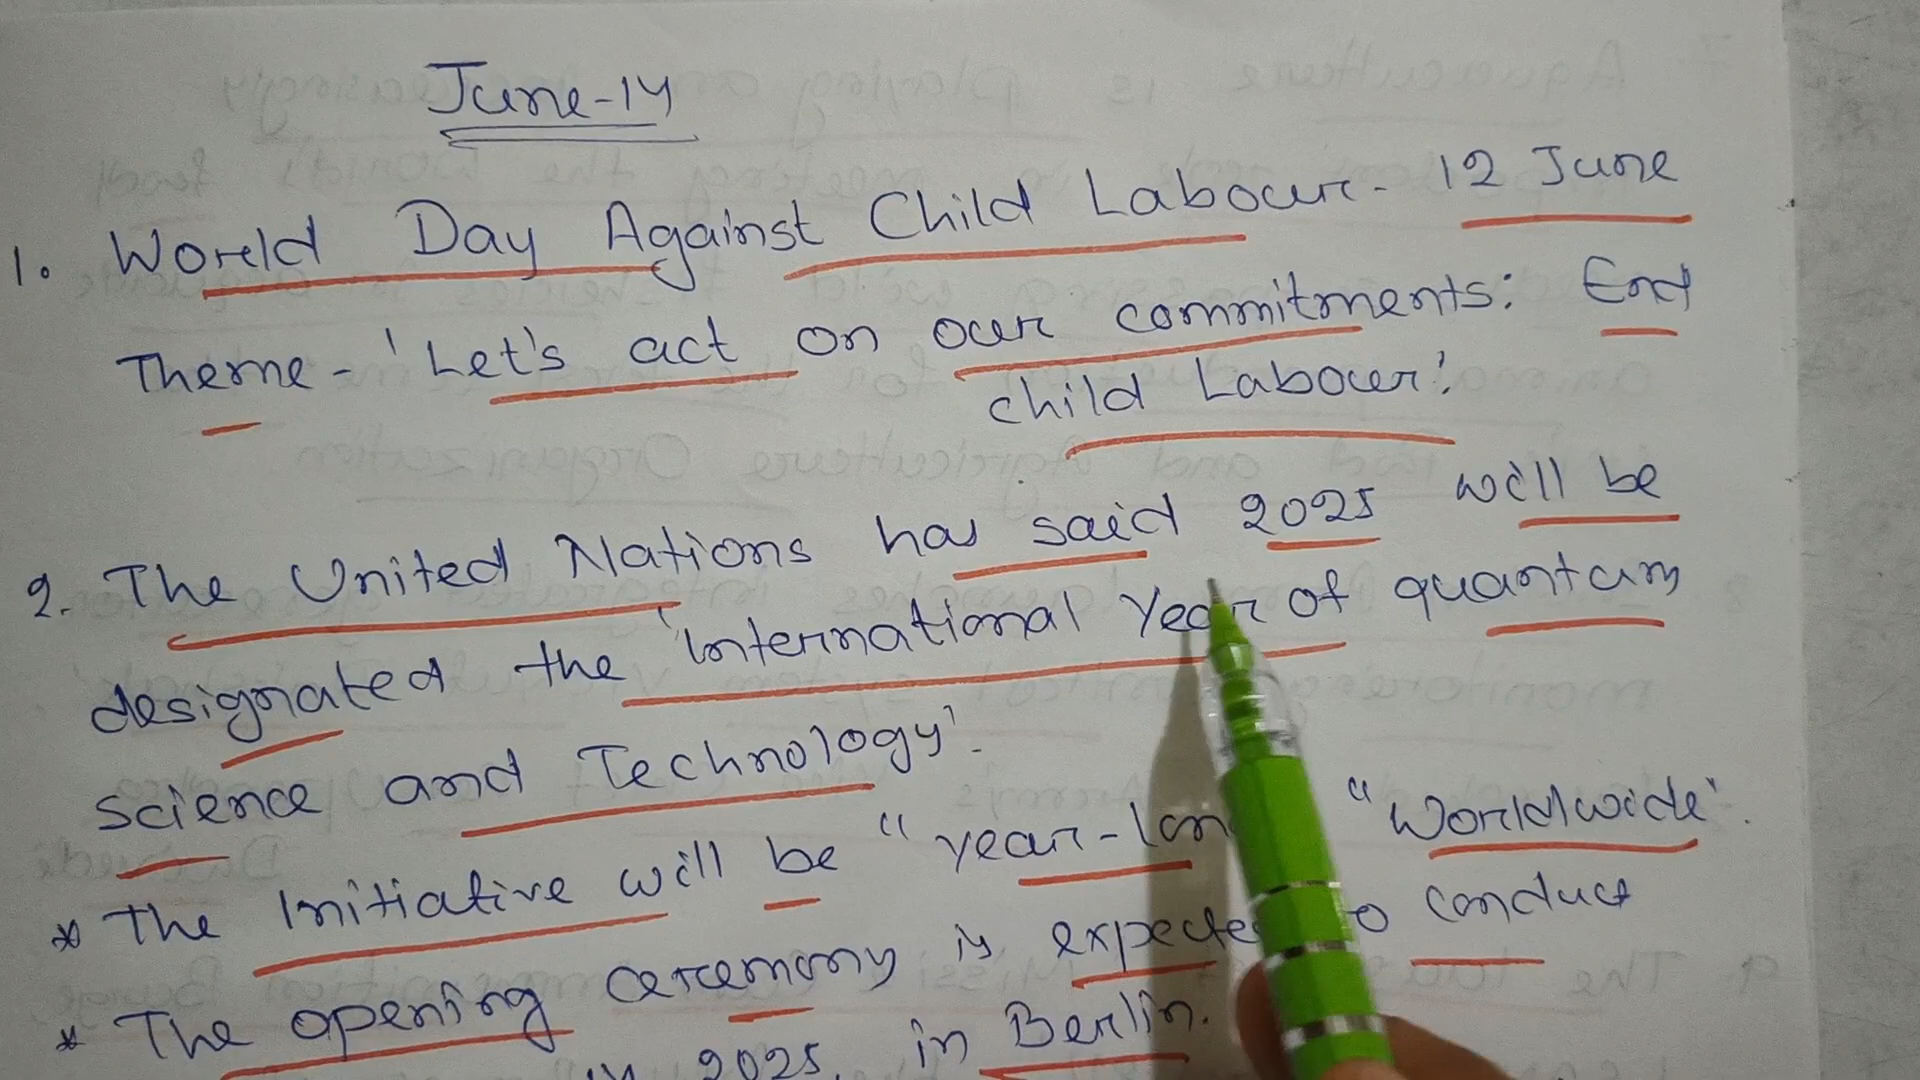 June-14
1. World Day Against Child Labour - 12 June
Theme - 'Let's act on our commitments: End
child Labour'.
2. The United Nations has said 2025 will be
designated the 'International Year of quantum
science and Technology'.
* The Initiative will be "year-lon "Worldwide".
* The opening ceremony is expecte to conduct
2025, in Berlin.